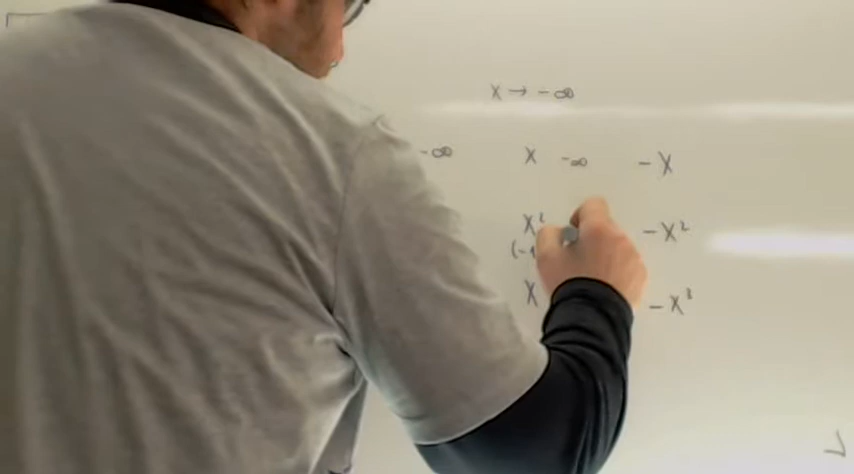 x → -∞
-∞ x -∞ -x
x² -x²
(-
x -x³